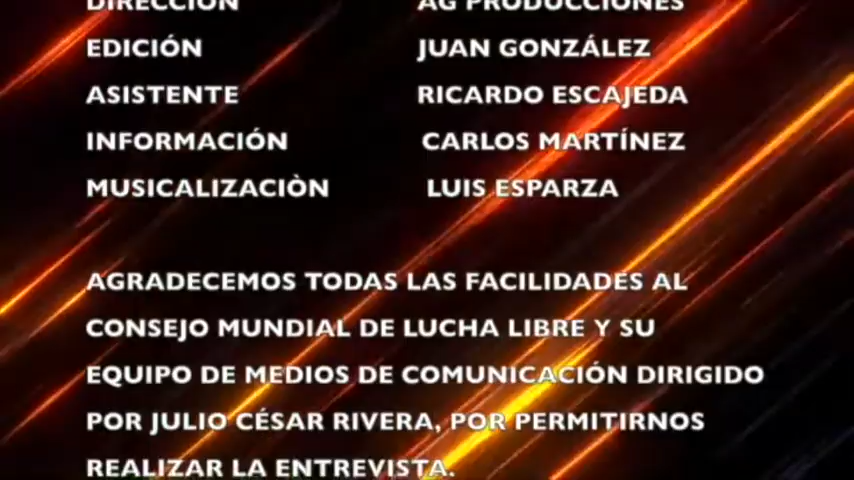 DIRECCIÓN AG PRODUCCIONES
EDICIÓN JUAN GONZÁLEZ
ASISTENTE RICARDO ESCAJEDA
INFORMACIÓN CARLOS MARTÍNEZ
MUSICALIZACIÒN LUIS ESPARZA
AGRADECEMOS TODAS LAS FACILIDADES AL
CONSEJO MUNDIAL DE LUCHA LIBRE Y SU
EQUIPO DE MEDIOS DE COMUNICACIÓN DIRIGIDO
POR JULIO CÉSAR RIVERA, POR PERMITIRNOS
REALIZAR LA ENTREVISTA.